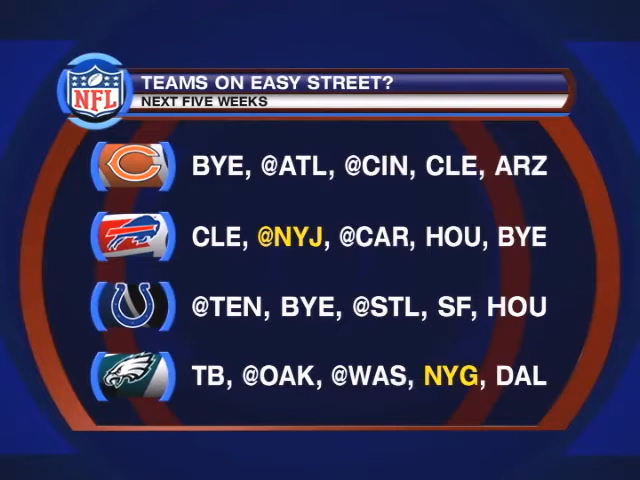 NFL
TEAMS ON EASY STREET?
NEXT FIVE WEEKS
BYE, @ATL, @CIN, CLE, ARZ
CLE, @NYJ, @CAR, HOU, BYE
@TEN, BYE, @STL, SF, HOU
TB, @OAK, @WAS, NYG, DAL